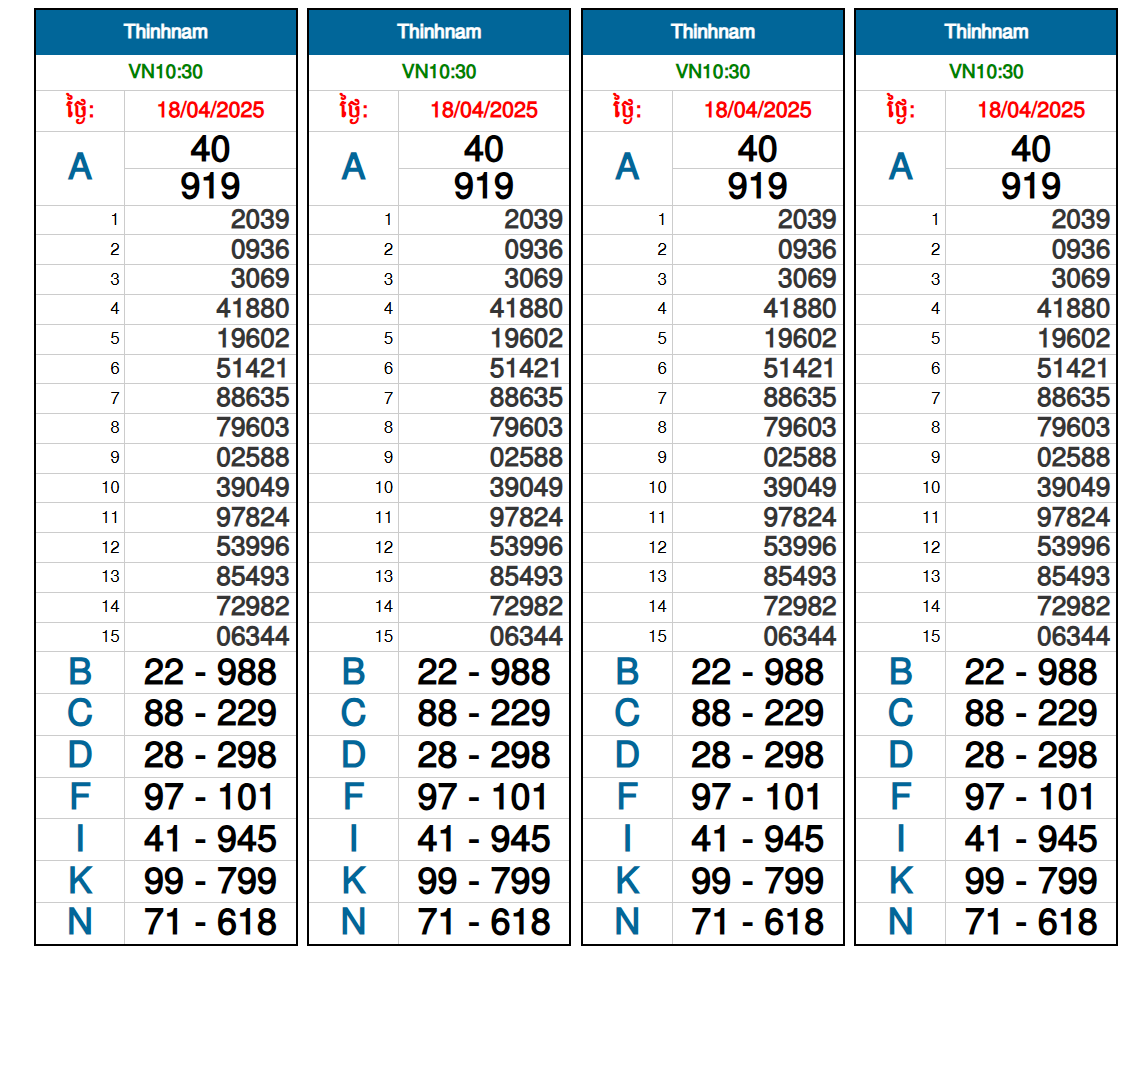 Thinhnam
VN10:30
ថ្ងៃ: 18/04/2025
A 40
919
1 2039
2 0936
3 3069
4 41880
5 19602
6 51421
7 88635
8 79603
9 02588
10 39049
11 97824
12 53996
13 85493
14 72982
15 06344
B 22 - 988
C 88 - 229
D 28 - 298
F 97 - 101
I 41 - 945
K 99 - 799
N 71 - 618
Thinhnam
VN10:30
ថ្ងៃ: 18/04/2025
A 40
919
1 2039
2 0936
3 3069
4 41880
5 19602
6 51421
7 88635
8 79603
9 02588
10 39049
11 97824
12 53996
13 85493
14 72982
15 06344
B 22 - 988
C 88 - 229
D 28 - 298
F 97 - 101
I 41 - 945
K 99 - 799
N 71 - 618
Thinhnam
VN10:30
ថ្ងៃ: 18/04/2025
A 40
919
1 2039
2 0936
3 3069
4 41880
5 19602
6 51421
7 88635
8 79603
9 02588
10 39049
11 97824
12 53996
13 85493
14 72982
15 06344
B 22 - 988
C 88 - 229
D 28 - 298
F 97 - 101
I 41 - 945
K 99 - 799
N 71 - 618
Thinhnam
VN10:30
ថ្ងៃ: 18/04/2025
A 40
919
1 2039
2 0936
3 3069
4 41880
5 19602
6 51421
7 88635
8 79603
9 02588
10 39049
11 97824
12 53996
13 85493
14 72982
15 06344
B 22 - 988
C 88 - 229
D 28 - 298
F 97 - 101
I 41 - 945
K 99 - 799
N 71 - 618